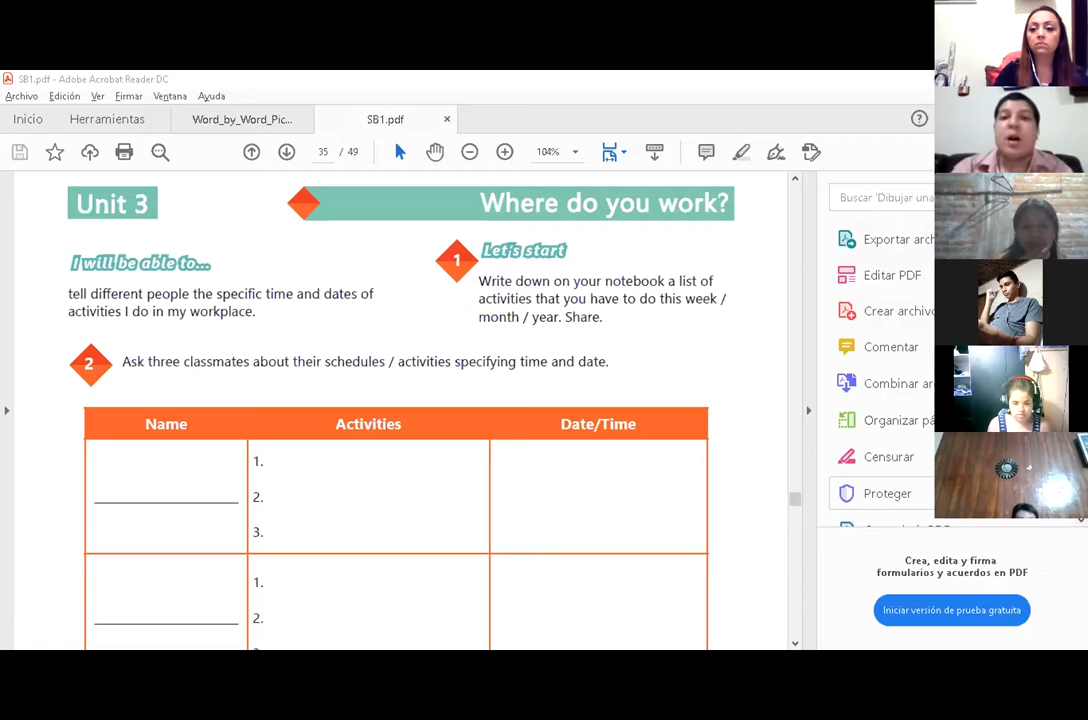 SB1.pdf - Adobe Acrobat Reader DC
Archivo Edición Ver Firmar Ventana Ayuda
Inicio Herramientas Word_by_Word_Pic... SB1.pdf ×
35 / 49 104%
Unit 3 Where do you work?
I will be able to...
tell different people the specific time and dates of
activities I do in my workplace.
1 Let's start
Write down on your notebook a list of
activities that you have to do this week /
month / year. Share.
2 Ask three classmates about their schedules / activities specifying time and date.
Name Activities Date/Time
1.
2.
3.
1.
2.
Buscar 'Dibujar una
Exportar arch
Editar PDF
Crear archivo
Comentar
Combinar ar
Organizar pá
Censurar
Proteger
Crea, edita y firma
formularios y acuerdos en PDF
Iniciar versión de prueba gratuita